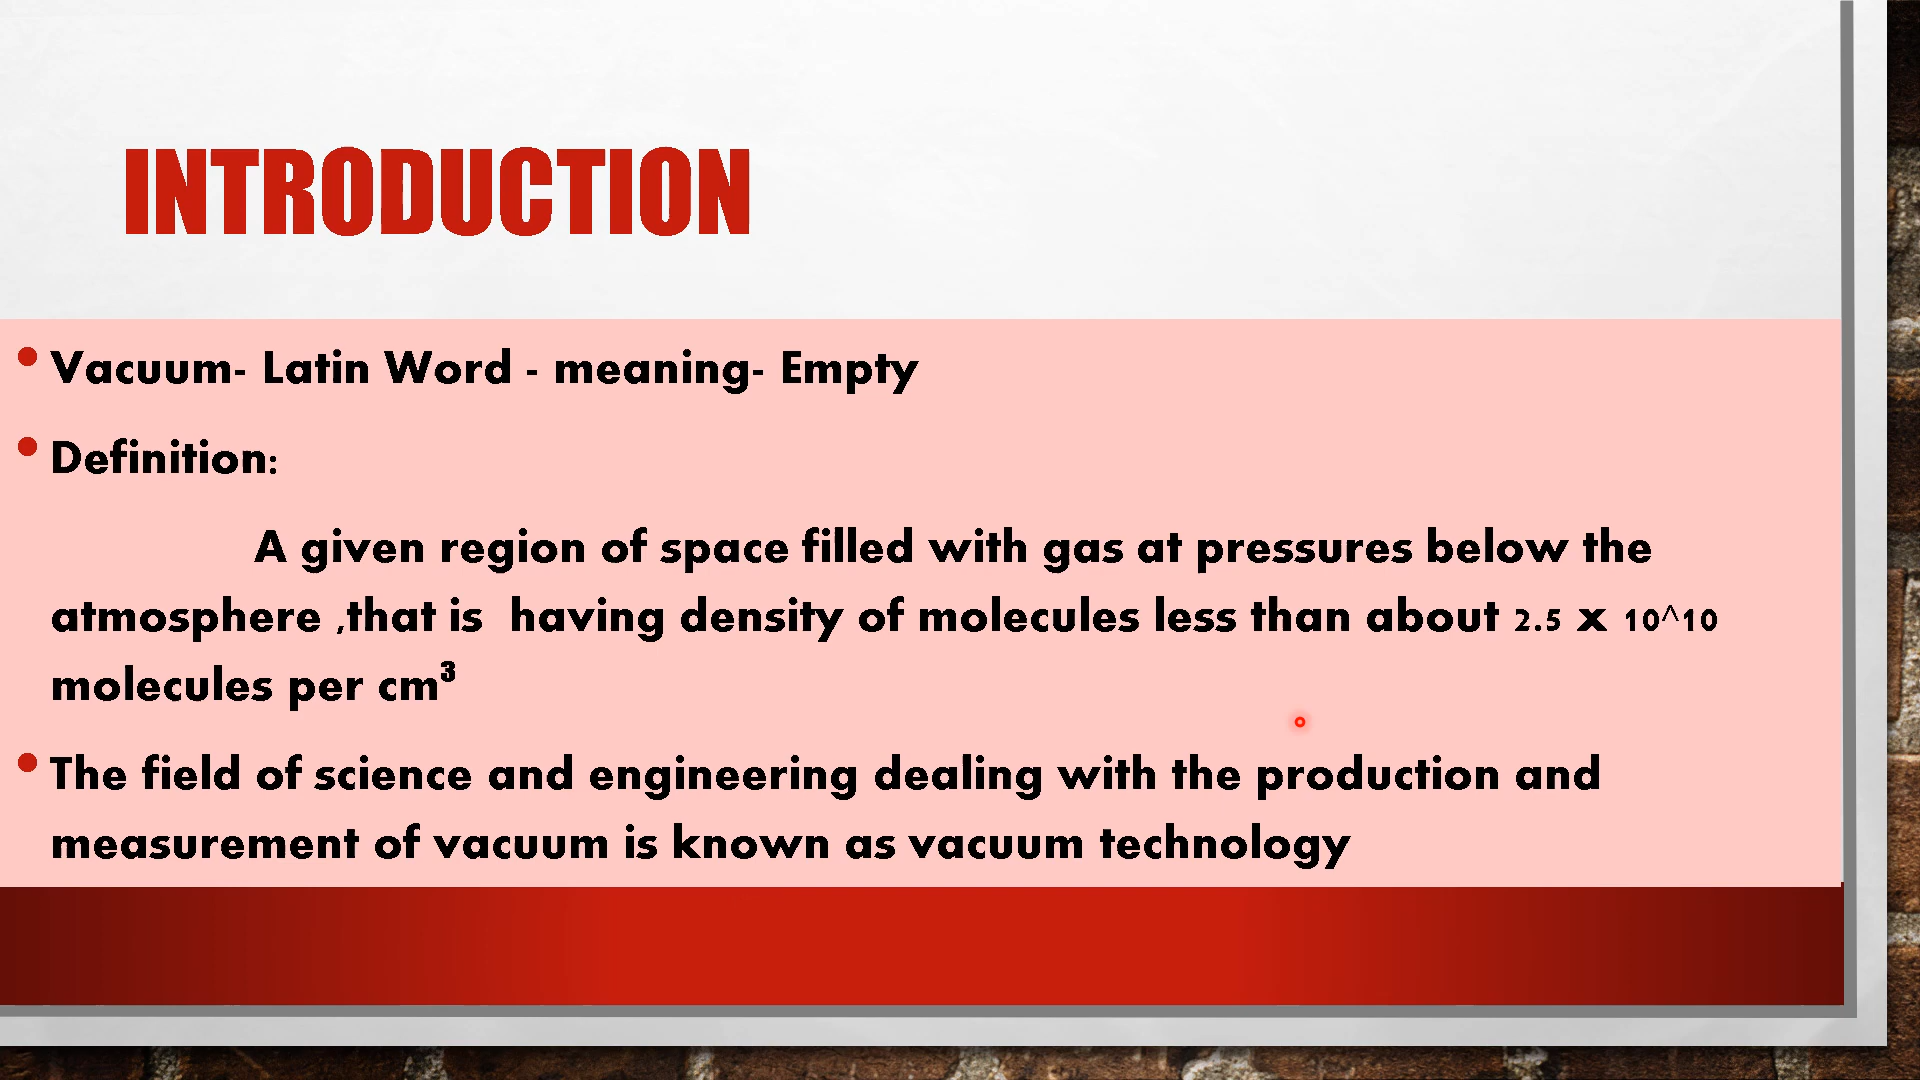 INTRODUCTION
• Vacuum- Latin Word - meaning- Empty
• Definition:
A given region of space filled with gas at pressures below the
atmosphere ,that is  having density of molecules less than about 2.5 x 10^10
molecules per cm³
• The field of science and engineering dealing with the production and
measurement of vacuum is known as vacuum technology